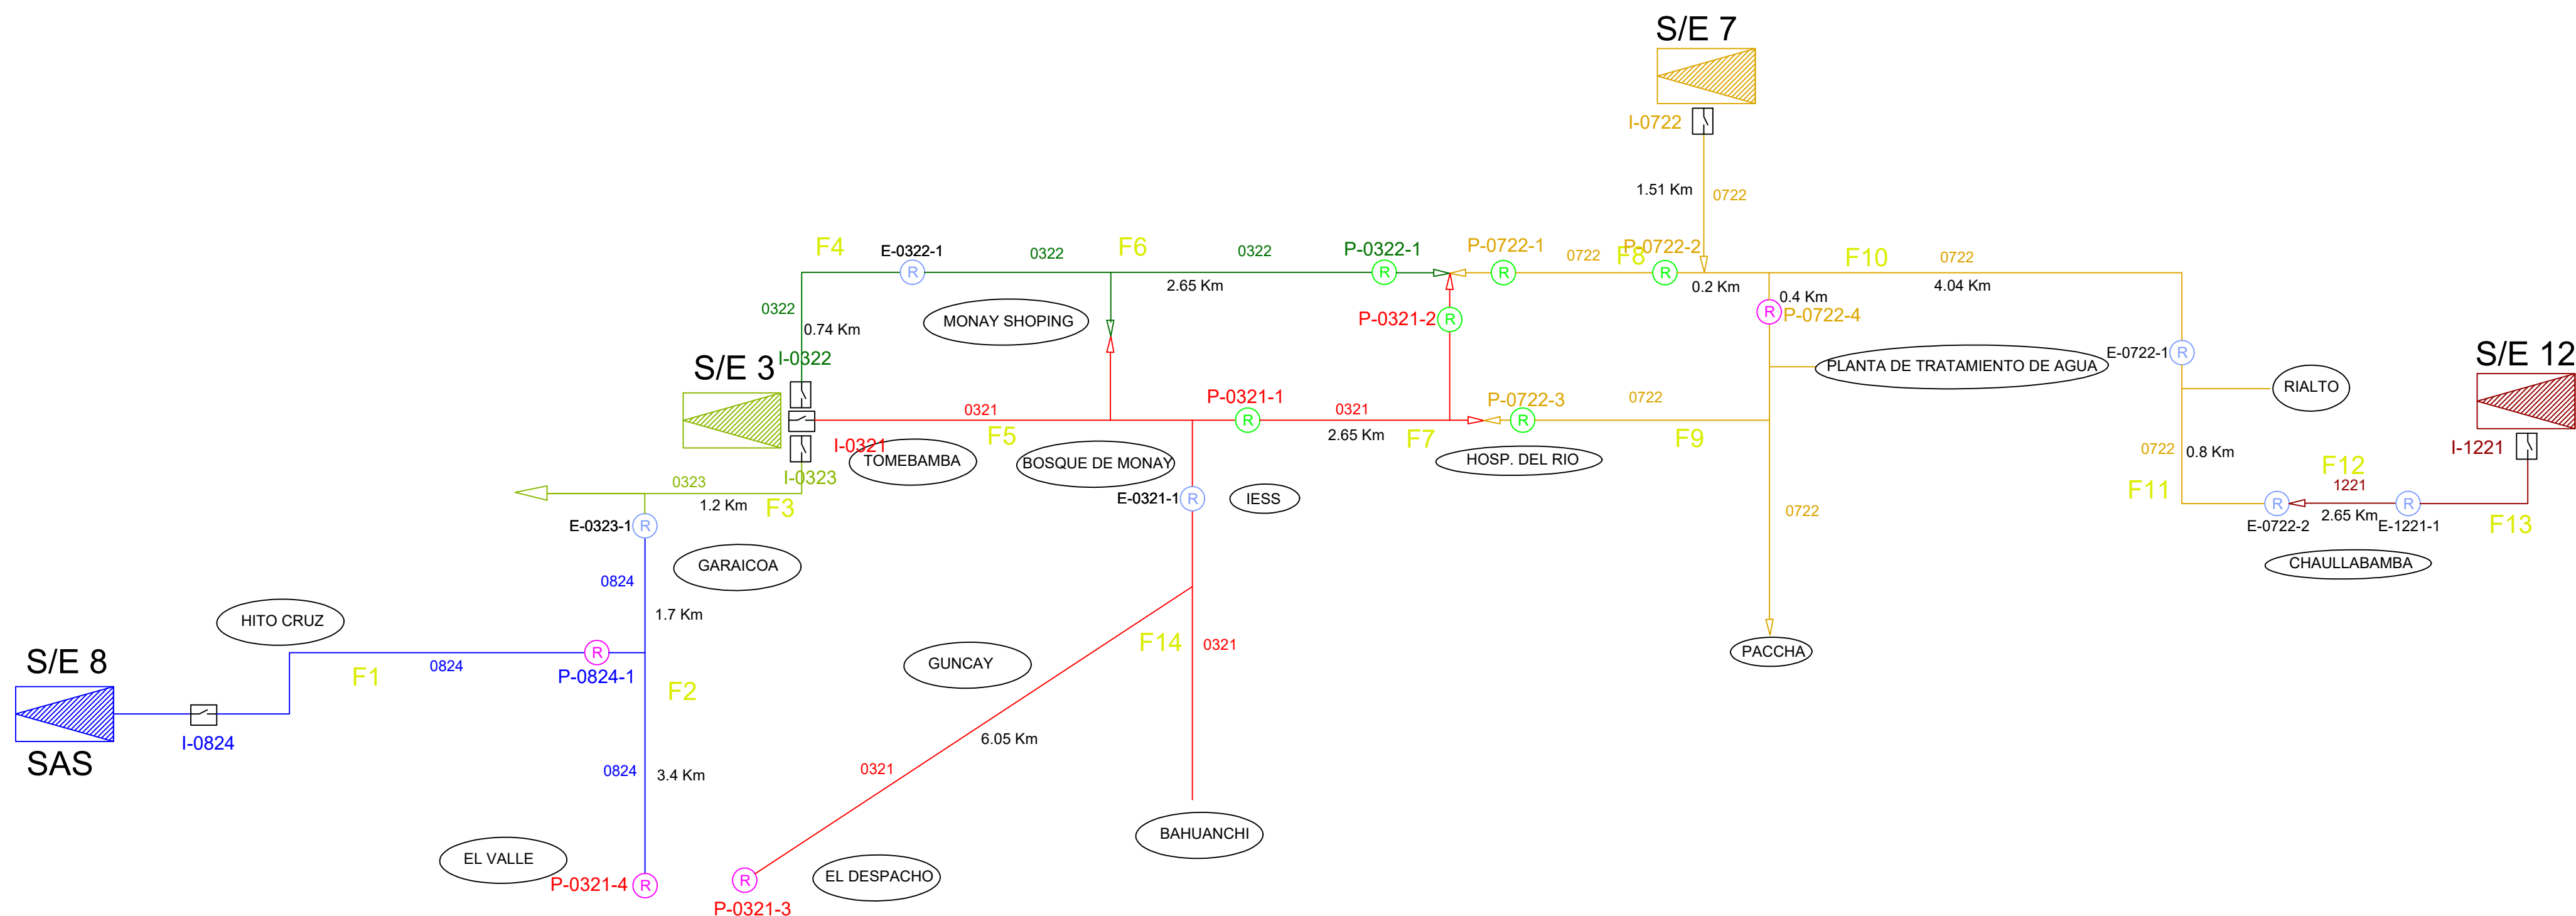 S/E 7
I-0722
1.51 Km
0722
F4
E-0322-1
0322
F6
0322
P-0322-1
P-0722-1
0722
F8
P-0722-2
F10
0722
2.65 Km
0.2 Km
0.4 Km
4.04 Km
0322
0.74 Km
MONAY SHOPING
P-0321-2
R
P-0722-4
R
R
R
R
R
R
S/E 3
I-0322
PLANTA DE TRATAMIENTO DE AGUA
E-0722-1
R
S/E 12
RIALTO
0321
F5
P-0321-1
R
0321
2.65 Km
F7
P-0722-3
R
0722
F9
I-0321
TOMEBAMBA
BOSQUE DE MONAY
HOSP. DEL RIO
0722
0.8 Km
I-1221
I-0323
0323
1.2 Km
F3
E-0321-1
R
IESS
0722
F11
F12
1221
R
R
E-0722-2
2.65 Km
E-1221-1
F13
E-0323-1
R
GARAICOA
CHAULLABAMBA
0824
1.7 Km
HITO CRUZ
S/E 8
F1
0824
R
P-0824-1
F2
GUNCAY
F14
0321
PACCHA
I-0824
SAS
0824
3.4 Km
6.05 Km
0321
BAHUANCHI
EL VALLE
P-0321-4
R
R
P-0321-3
EL DESPACHO